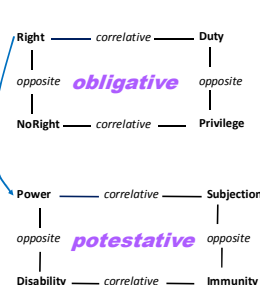 Right correlative Duty
opposite obligative opposite
NoRight correlative Privilege
Power correlative Subjection
opposite potestative opposite
Disability correlative Immunity